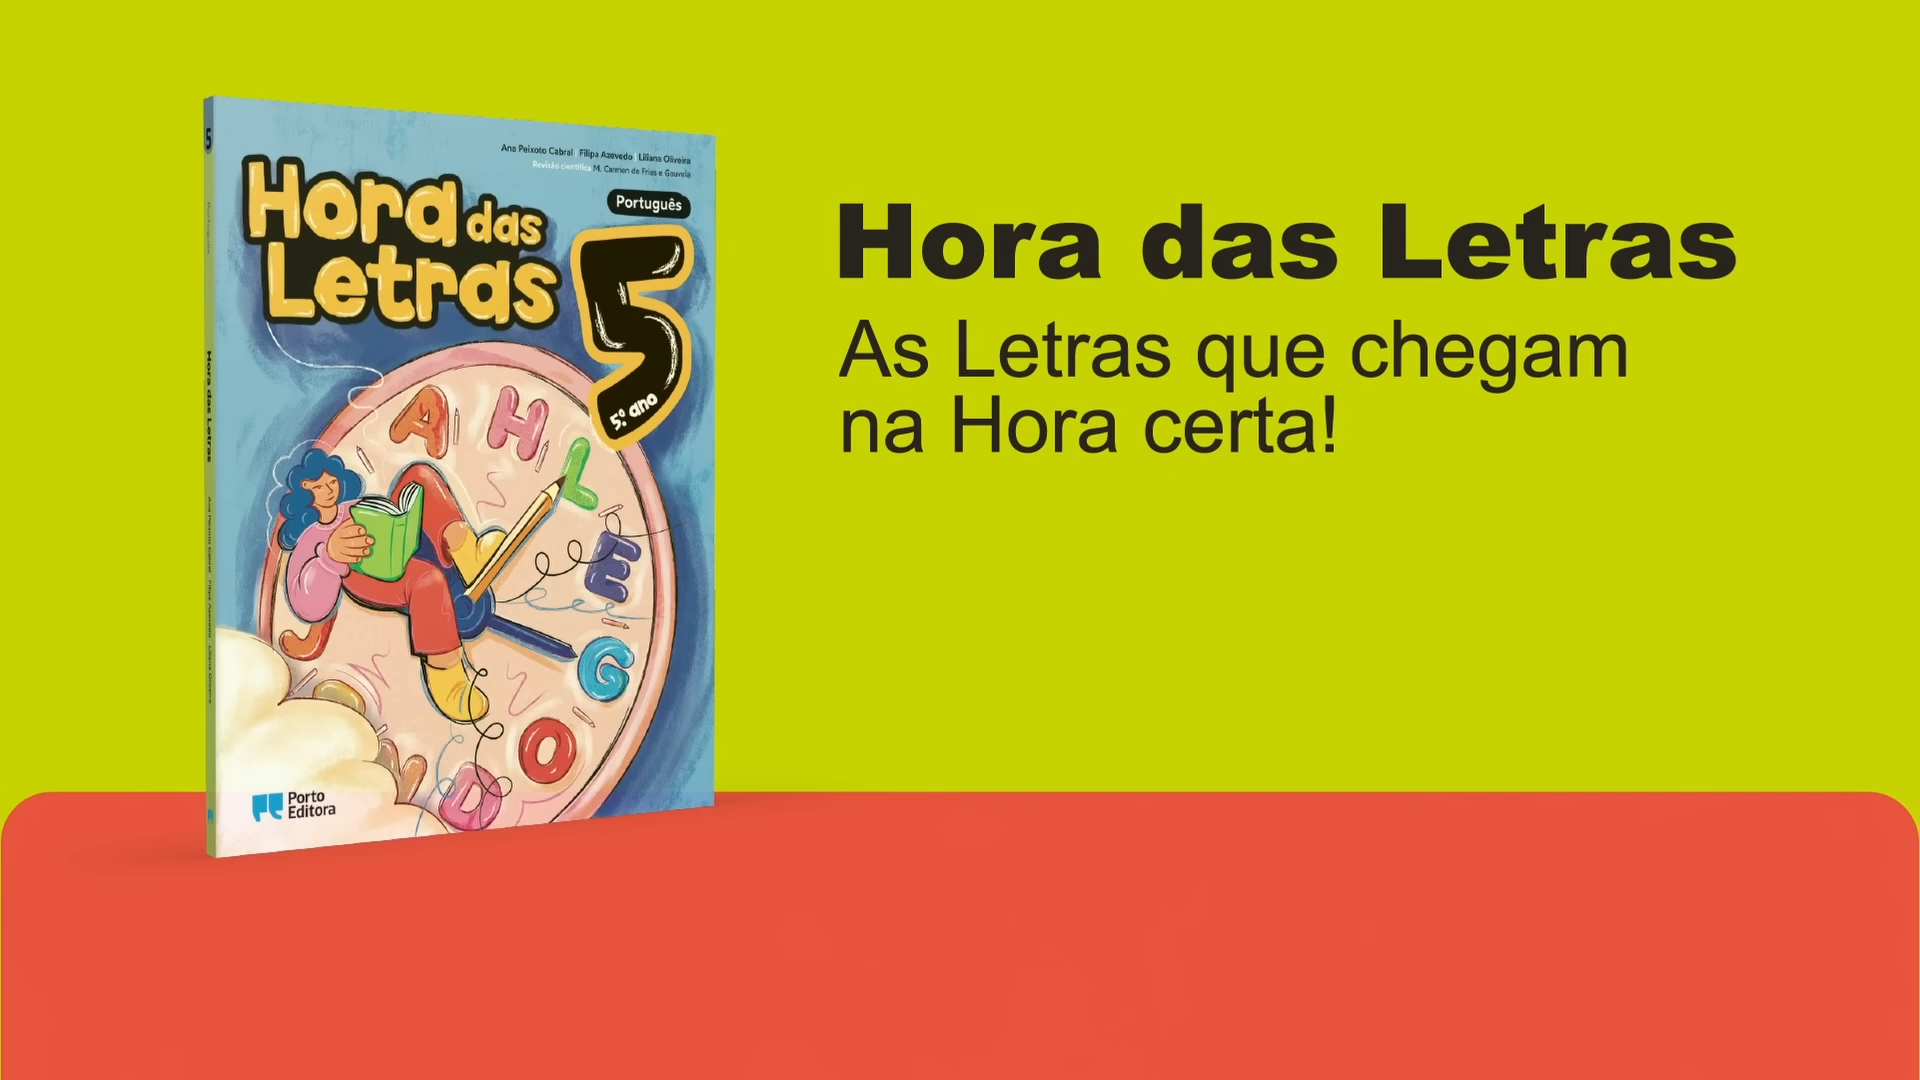 Ana Peixoto Cabral | Filipa Azevedo | Liliana Oliveira
Revisão científica M. Carmen de Frias e Gouveia
Português
Hora das
Letras
5
5.º ano
A
H
L
E
G
O
D
J
Porto
Editora
5
Hora das Letras
Hora das Letras
As Letras que chegam
na Hora certa!